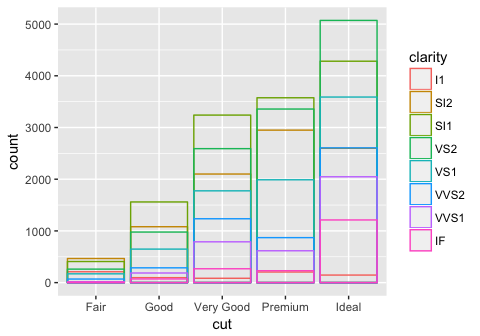 5000
4000
3000
2000
1000
0
count
Fair
Good
Very Good
Premium
Ideal
cut
clarity
I1
SI2
SI1
VS2
VS1
VVS2
VVS1
IF